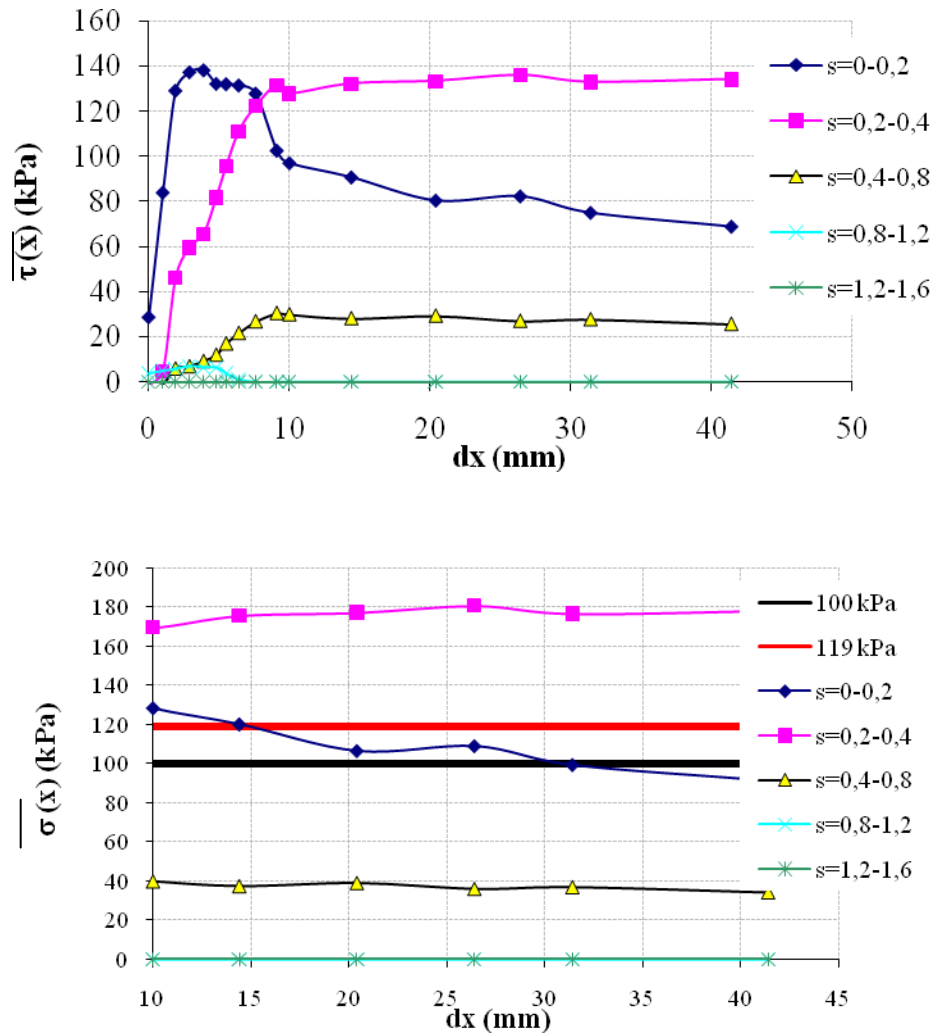 160
140
120
100
80
60
40
20
0
τ(x) (kPa)
0 10 20 30 40 50
dx (mm)
s=0-0,2
s=0,2-0,4
s=0,4-0,8
s=0,8-1,2
s=1,2-1,6
200
180
160
140
120
100
80
60
40
20
0
σ(x) (kPa)
10 15 20 25 30 35 40 45
dx (mm)
100 kPa
119 kPa
s=0-0,2
s=0,2-0,4
s=0,4-0,8
s=0,8-1,2
s=1,2-1,6